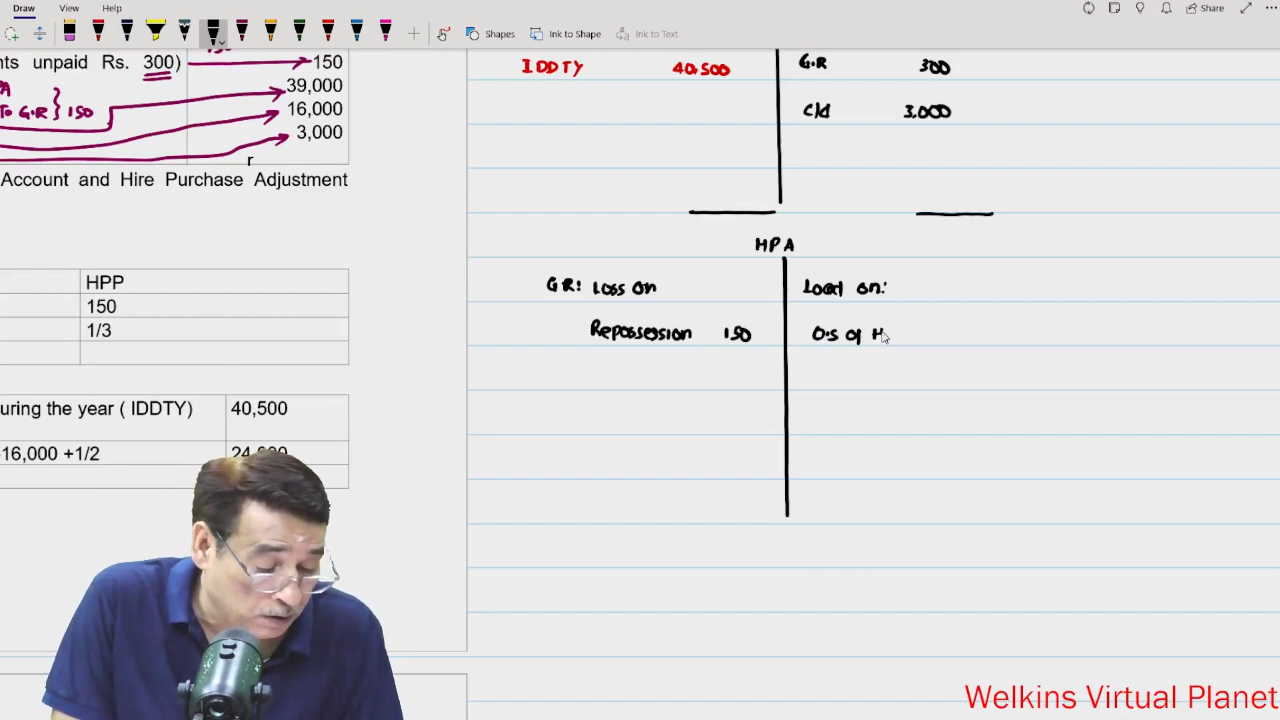 Draw View Help Share
Shapes Ink to Shape Ink to Text
nts unpaid Rs. 300) 150
39,000
To G.R } 150 16,000
3,000
r
Account and Hire Purchase Adjustment
HPP
150
1/3
uring the year ( IDDTY) 40,500
16,000 +1/2
IDDTY 40,500 G.R 300
C/d 3,000
HPA
GR: Loss on Load on:
Repossession 150 O.S of H
Welkins Virtual Planet